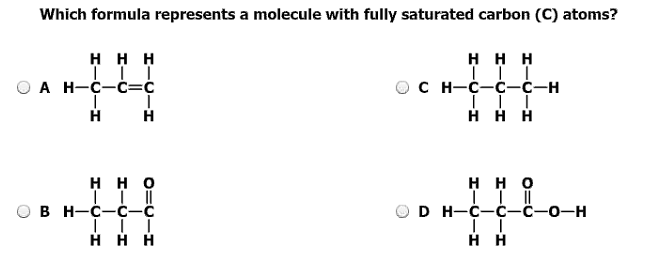 Which formula represents a molecule with fully saturated carbon (C) atoms?
H H H
A H-C-C=C
H H
H H H
C H-C-C-C-H
H H H
H H O
B H-C-C-C
H H H
H H O
D H-C-C-C-O-H
H H